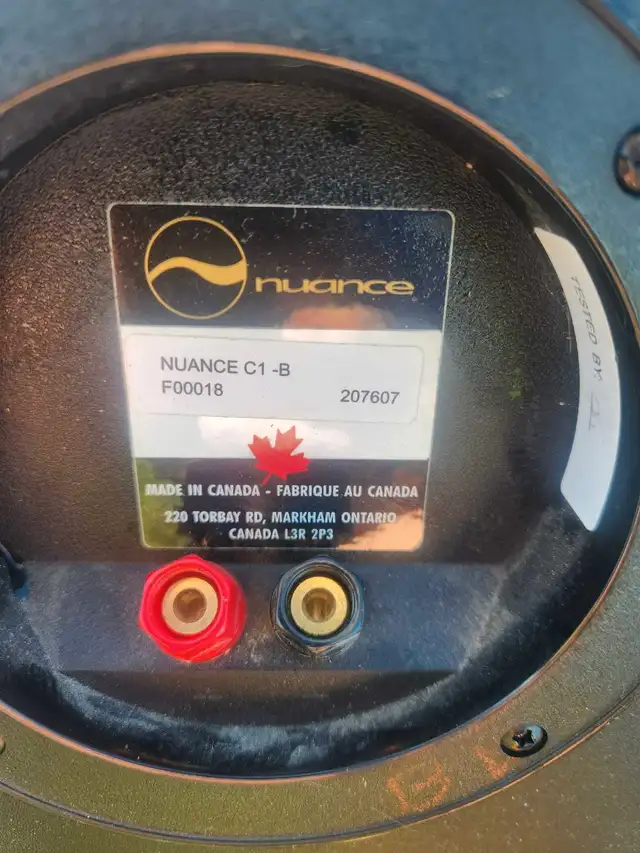 nuance
NUANCE C1 -B
F00018 207607
MADE IN CANADA - FABRIQUE AU CANADA
220 TORBAY RD, MARKHAM ONTARIO
CANADA L3R 2P3
TESTED BY